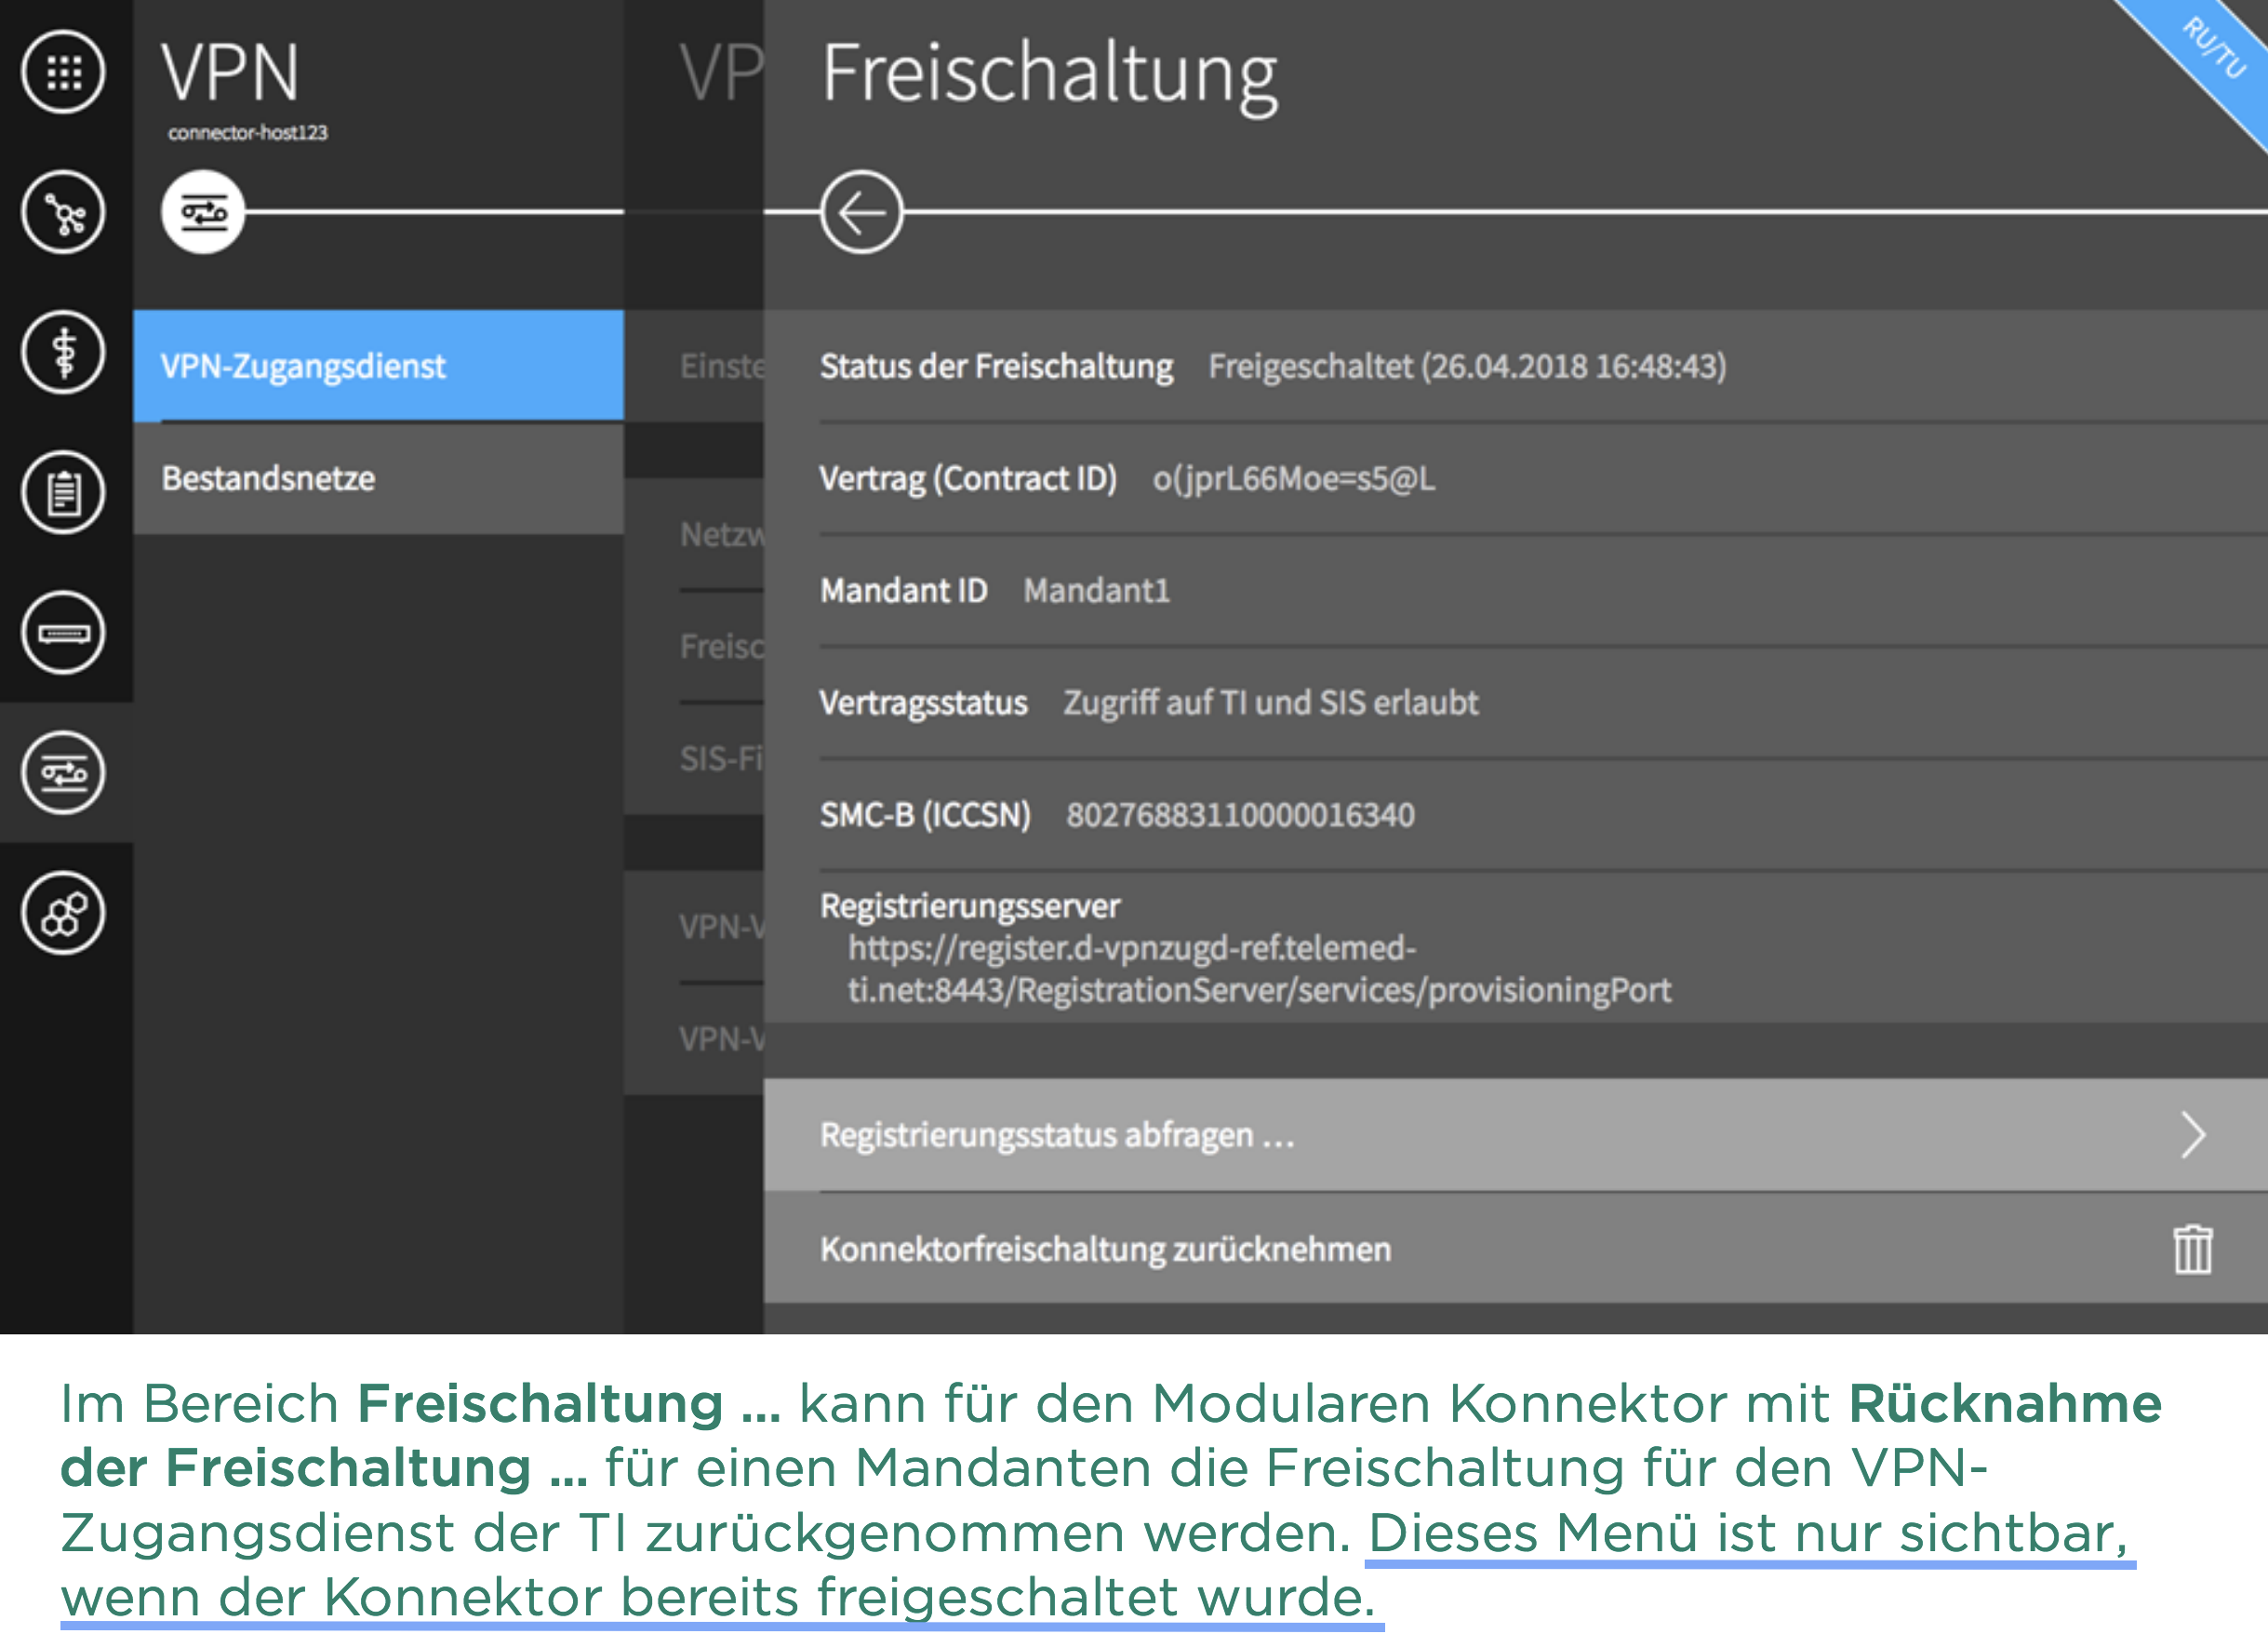 VPN
connector-host123
VPN-Zugangsdienst
Bestandsnetze
VP
Einste
Netzw
Freisc
SIS-Fi
VPN-V
VPN-V
Freischaltung
RU/TU
Status der Freischaltung Freigeschaltet (26.04.2018 16:48:43)
Vertrag (Contract ID) o(jprL66Moe=s5@L
Mandant ID Mandant1
Vertragsstatus Zugriff auf TI und SIS erlaubt
SMC-B (ICCSN) 80276883110000016340
Registrierungsserver
https://register.d-vpnzugd-ref.telemed-
ti.net:8443/RegistrationServer/services/provisioningPort
Registrierungsstatus abfragen ...
Konnektorfreischaltung zurücknehmen
Im Bereich Freischaltung ... kann für den Modularen Konnektor mit Rücknahme
der Freischaltung ... für einen Mandanten die Freischaltung für den VPN-
Zugangsdienst der TI zurückgenommen werden. Dieses Menü ist nur sichtbar,
wenn der Konnektor bereits freigeschaltet wurde.